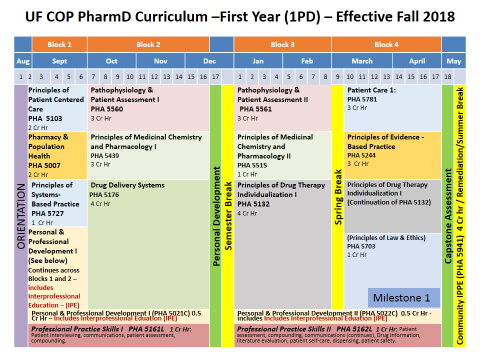 UF COP PharmD Curriculum –First Year (1PD) – Effective Fall 2018
Block 1
Block 2
Block 3
Block 4
Aug
Sept
Oct
Nov
Dec
Jan
Feb
March
April
May
1 2 3 4 5 6 7 8 9 10 11 12 13 14 15 16 17 1 2 3 4 5 6 7 8 9 10 11 12 13 14 15 16 17 18
ORIENTATION
Principles of
Patient Centered
Care
PHA 5103
2 Cr Hr
Pharmacy &
Population
Health
PHA 5007
2 Cr Hr
Principles of
Systems-
Based Practice
PHA 5727
1 Cr Hr
Personal &
Professional
Development I
(See below)
Continues across
Blocks 1 and 2 –
includes
Interprofessional
Education – (IPE)
Pathophysiology &
Patient Assessment I
PHA 5560
3 Cr Hr
Principles of Medicinal Chemistry
and Pharmacology I
PHA 5439
3 Cr Hr
Drug Delivery Systems
PHA 5176
4 Cr Hr
Personal & Professional Development I (PHA 5021C) 0.5
Cr Hr – Includes Interprofessional Eduation (IPE)
Professional Practice Skills I PHA 5161L 1 Cr Hr:
Patient interviewing, communications, patient assessment,
compounding.
Personal Development
Semester Break
Pathophysiology &
Patient Assessment II
PHA 5561
3 Cr Hr
Principles of Medicinal
Chemistry and
Pharmacology II
PHA 5515
1 Cr Hr
Principles of Drug Therapy
Individualization I
PHA 5132
4 Cr Hr
Spring Break
Patient Care 1:
PHA 5781
3 Cr Hr
Principles of Evidence -
Based Practice
PHA 5244
3 Cr Hr
Principles of Drug Therapy
Individualization I
(Continuation of PHA 5132)
(Principles of Law & Ethics)
PHA 5703
1 Cr Hr
Milestone 1
Personal & Professional Development II (PHA 5022C) 0.5 Cr Hr -
includes Includes Interprofessional Eduation (IPE)
Professional Practice Skills II PHA 5162L 1 Cr Hr; Patient
assessment, compounding, communications (continues), Drug information,
literature evaluation, patient self-care, dispensing, patient safety.
Capstone Assessment
Community IPPE (PHA 5941) 4 Cr hr / Remediation/Summer Break